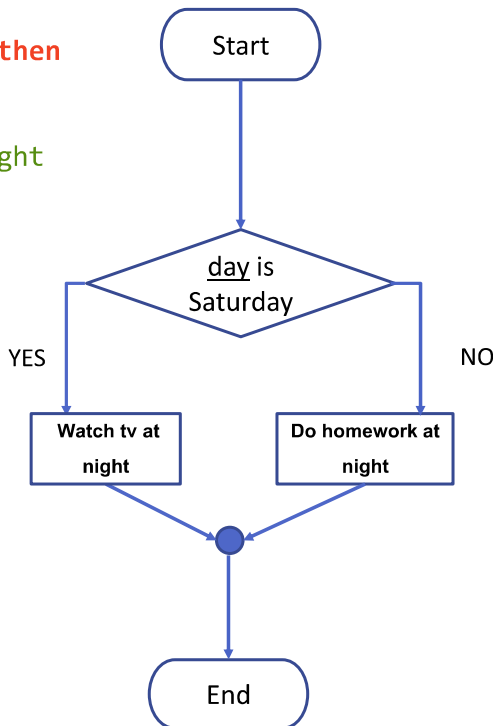 Start
then
ght
day is
Saturday
YES
NO
Watch tv at
night
Do homework at
night
End